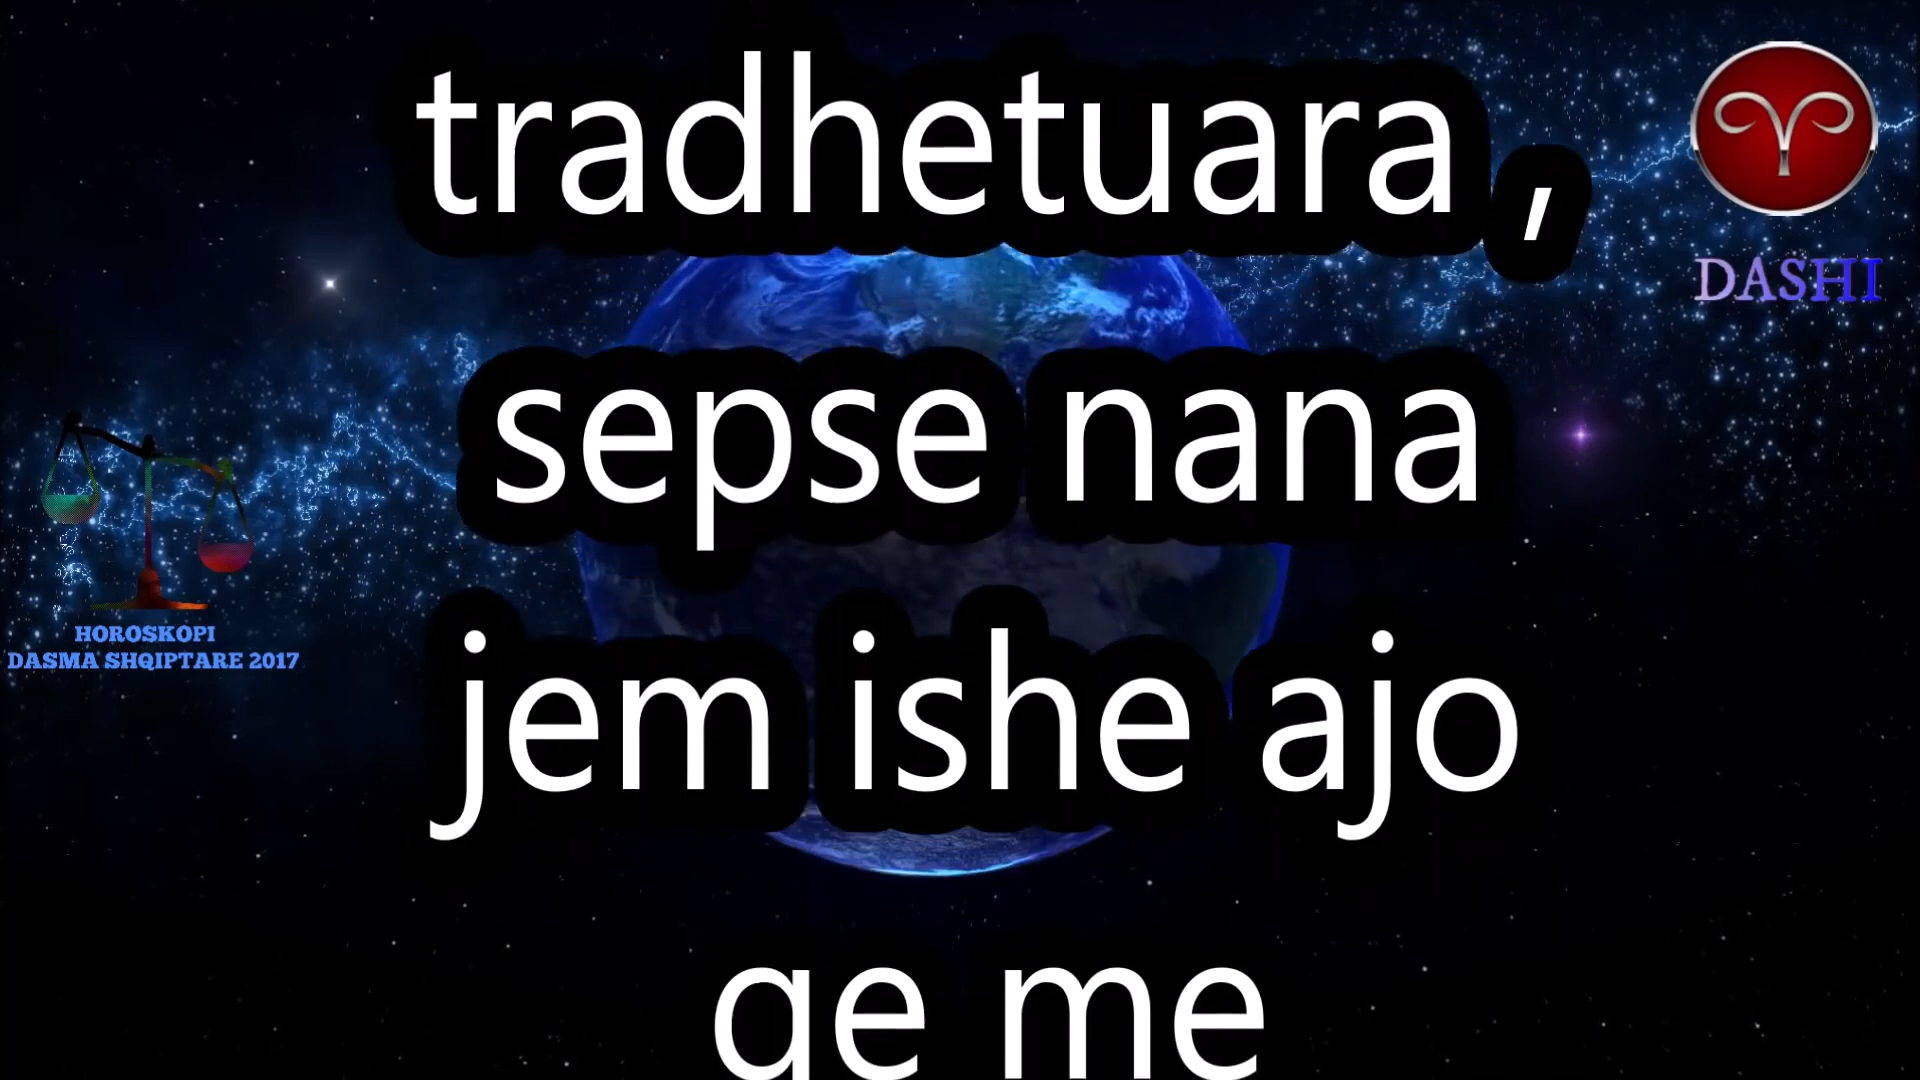 tradhetuara ,
sepse nana
jem ishe ajo
qe me
DASHI
HOROSKOPI
DASMA SHQIPTARE 2017